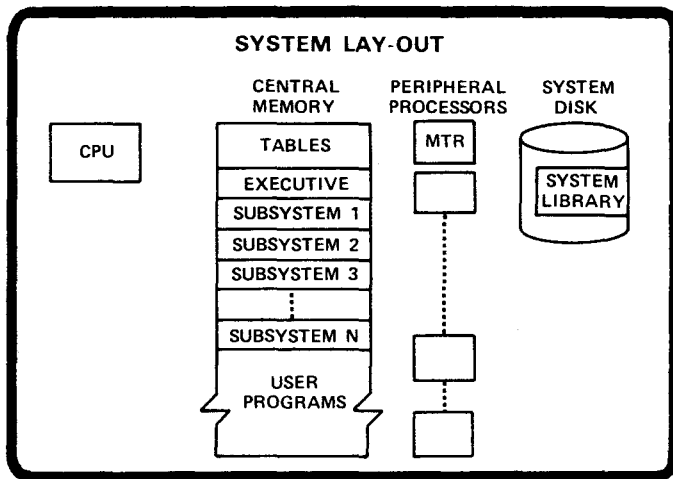 SYSTEM LAY-OUT
CPU
CENTRAL
MEMORY
TABLES
EXECUTIVE
SUBSYSTEM 1
SUBSYSTEM 2
SUBSYSTEM 3
SUBSYSTEM N
USER
PROGRAMS
PERIPHERAL
PROCESSORS
MTR
SYSTEM
DISK
SYSTEM
LIBRARY